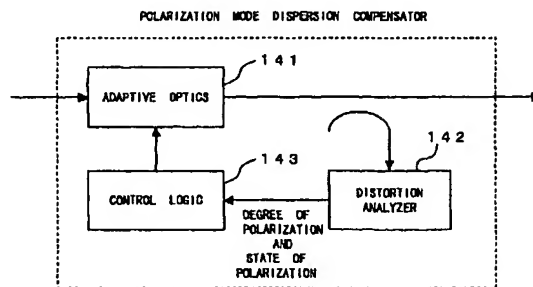 POLARIZATION MODE DISPERSION COMPENSATOR
141
ADAPTIVE OPTICS
142
143
CONTROL LOGIC
DISTORTION
ANALYZER
DEGREE OF
POLARIZATION
AND
STATE OF
POLARIZATION